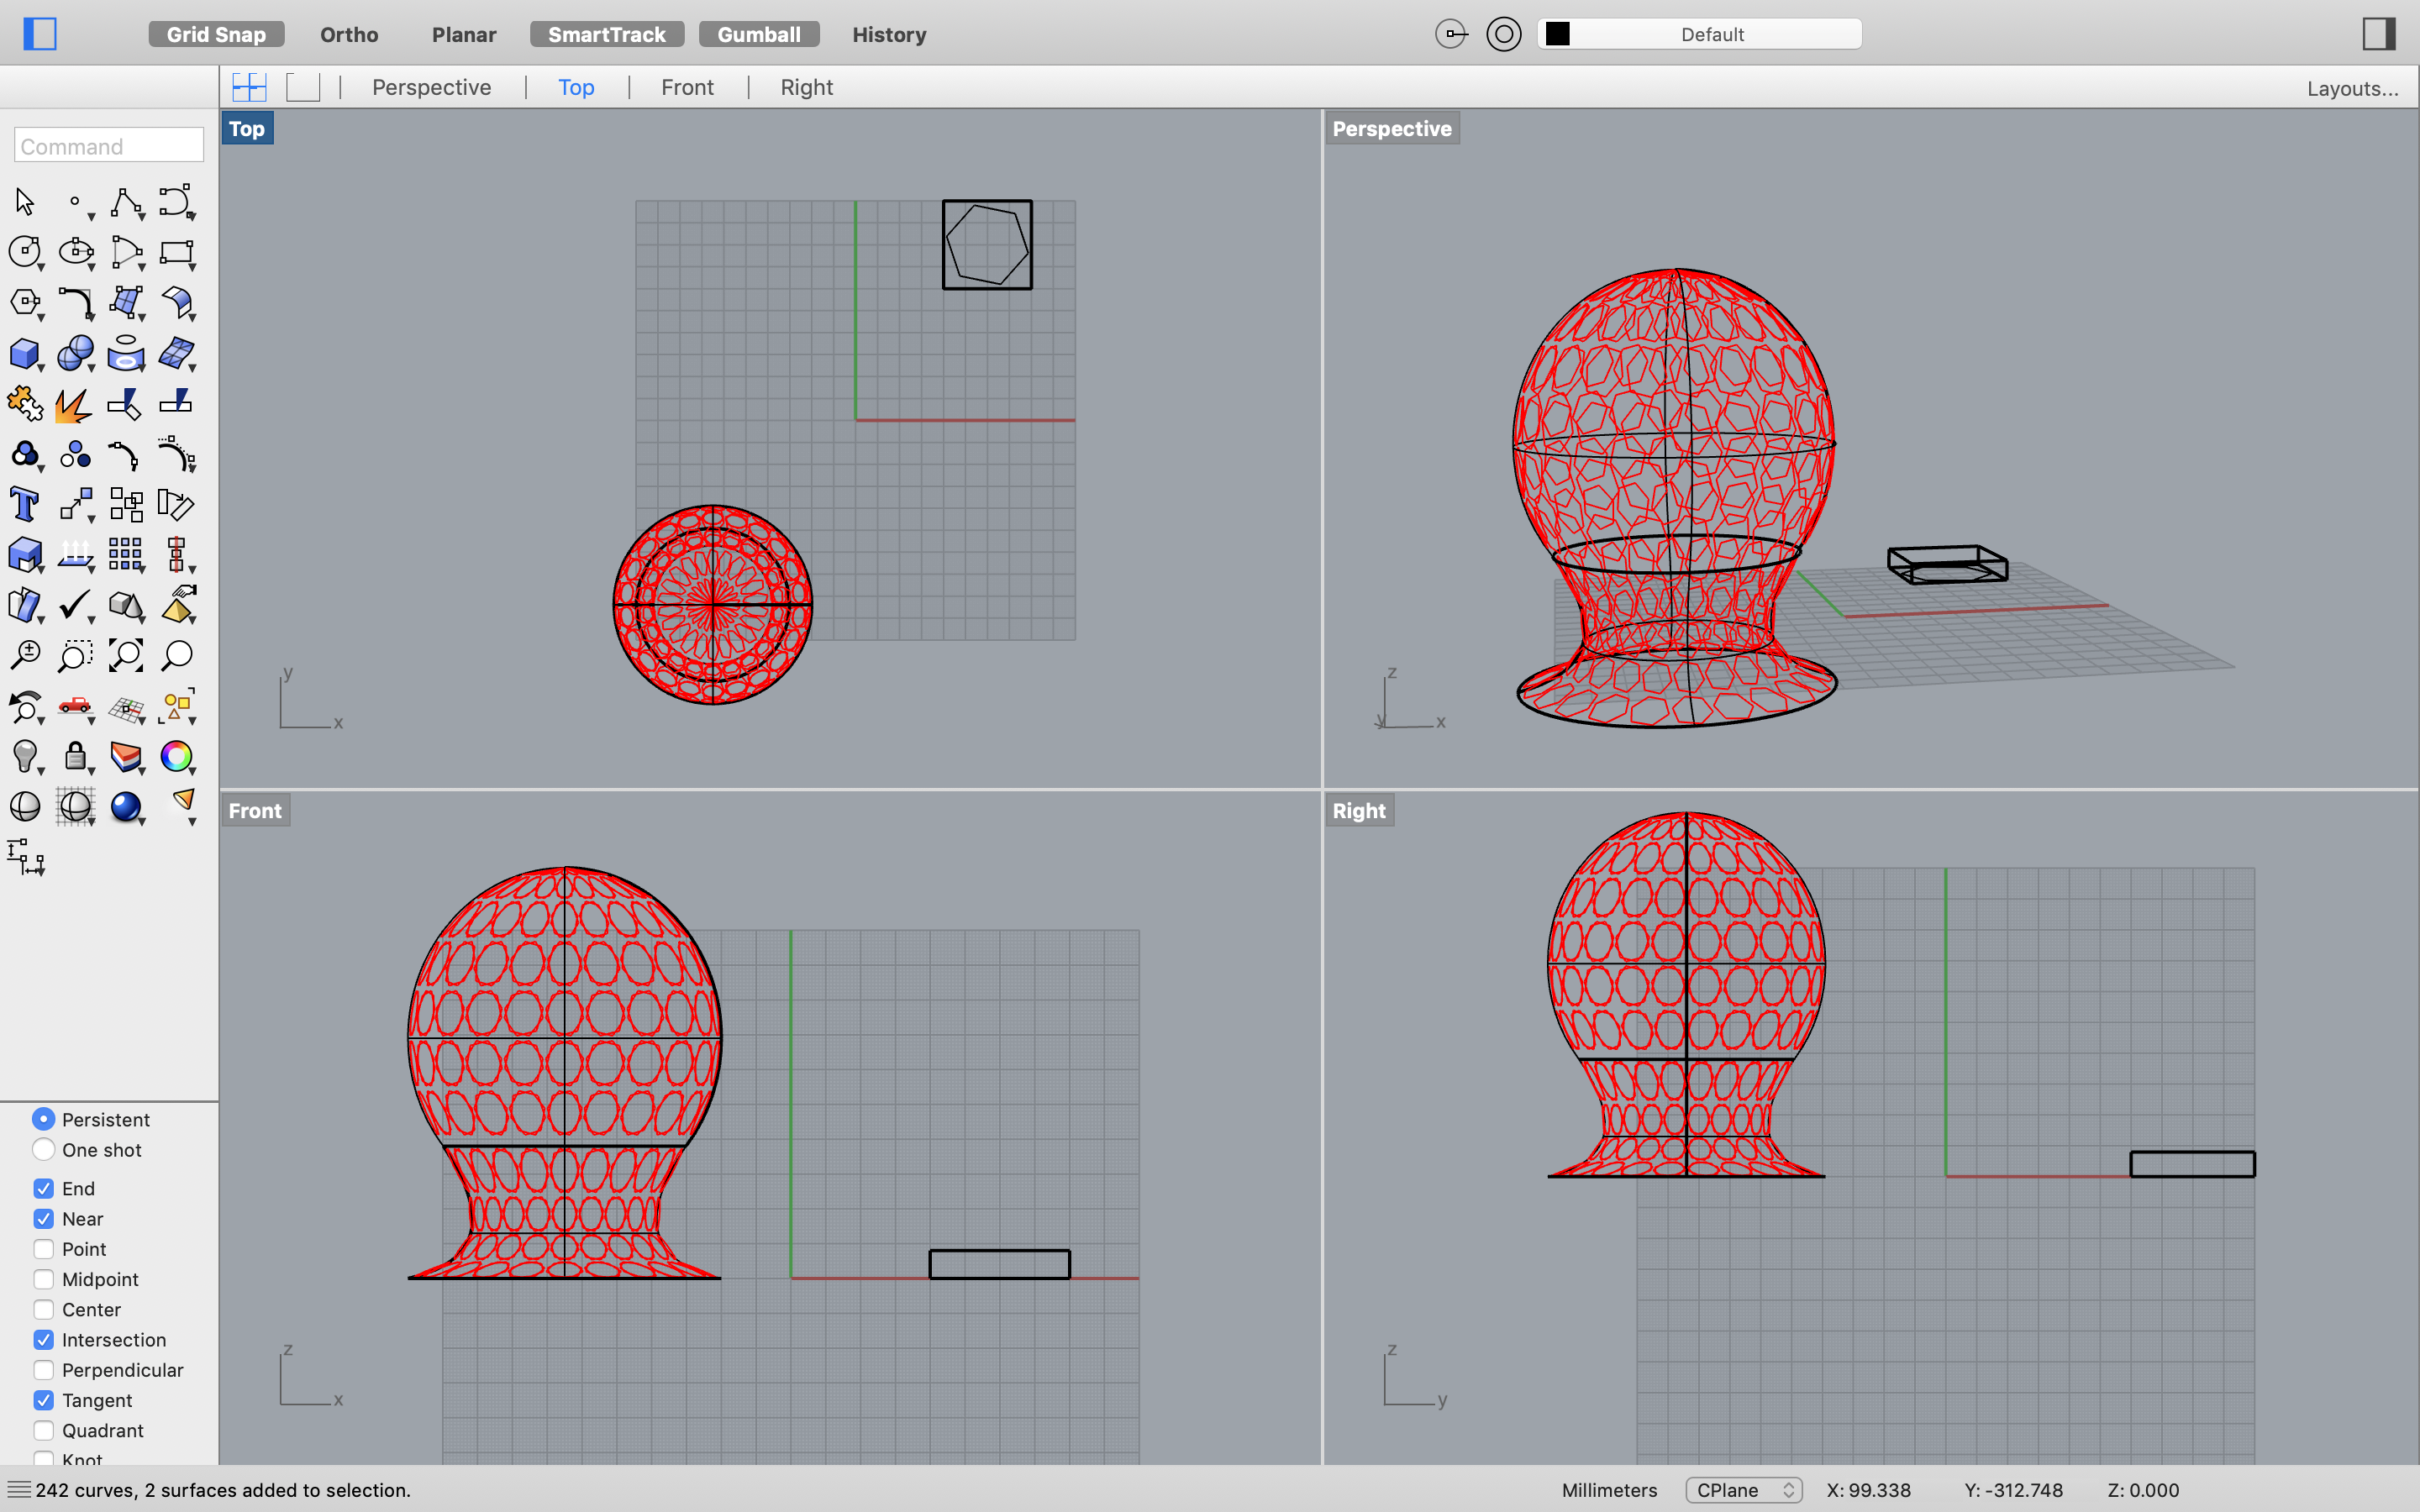 Grid Snap Ortho Planar SmartTrack Gumball History Default
Perspective Top Front Right Layouts...
Command
Top
Perspective
y
x
z
y
x
Front
Right
z
x
z
y
Persistent
One shot
End
Near
Point
Midpoint
Center
Intersection
Perpendicular
Tangent
Quadrant
Knot
242 curves, 2 surfaces added to selection. Millimeters CPlane X: 99.338 Y: -312.748 Z: 0.000